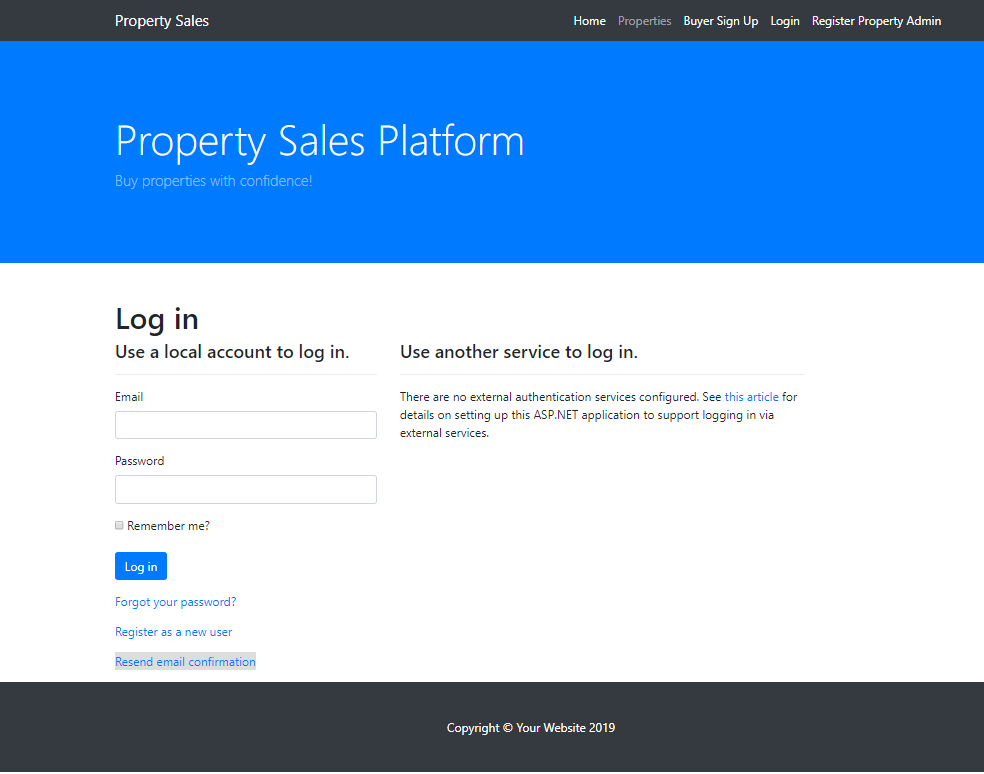 Property Sales
Home Properties Buyer Sign Up Login Register Property Admin
Property Sales Platform
Buy properties with confidence!
Log in
Use a local account to log in.
Email
Password
Remember me?
Log in
Forgot your password?
Register as a new user
Resend email confirmation
Use another service to log in.
There are no external authentication services configured. See this article for
details on setting up this ASP.NET application to support logging in via
external services.
Copyright © Your Website 2019